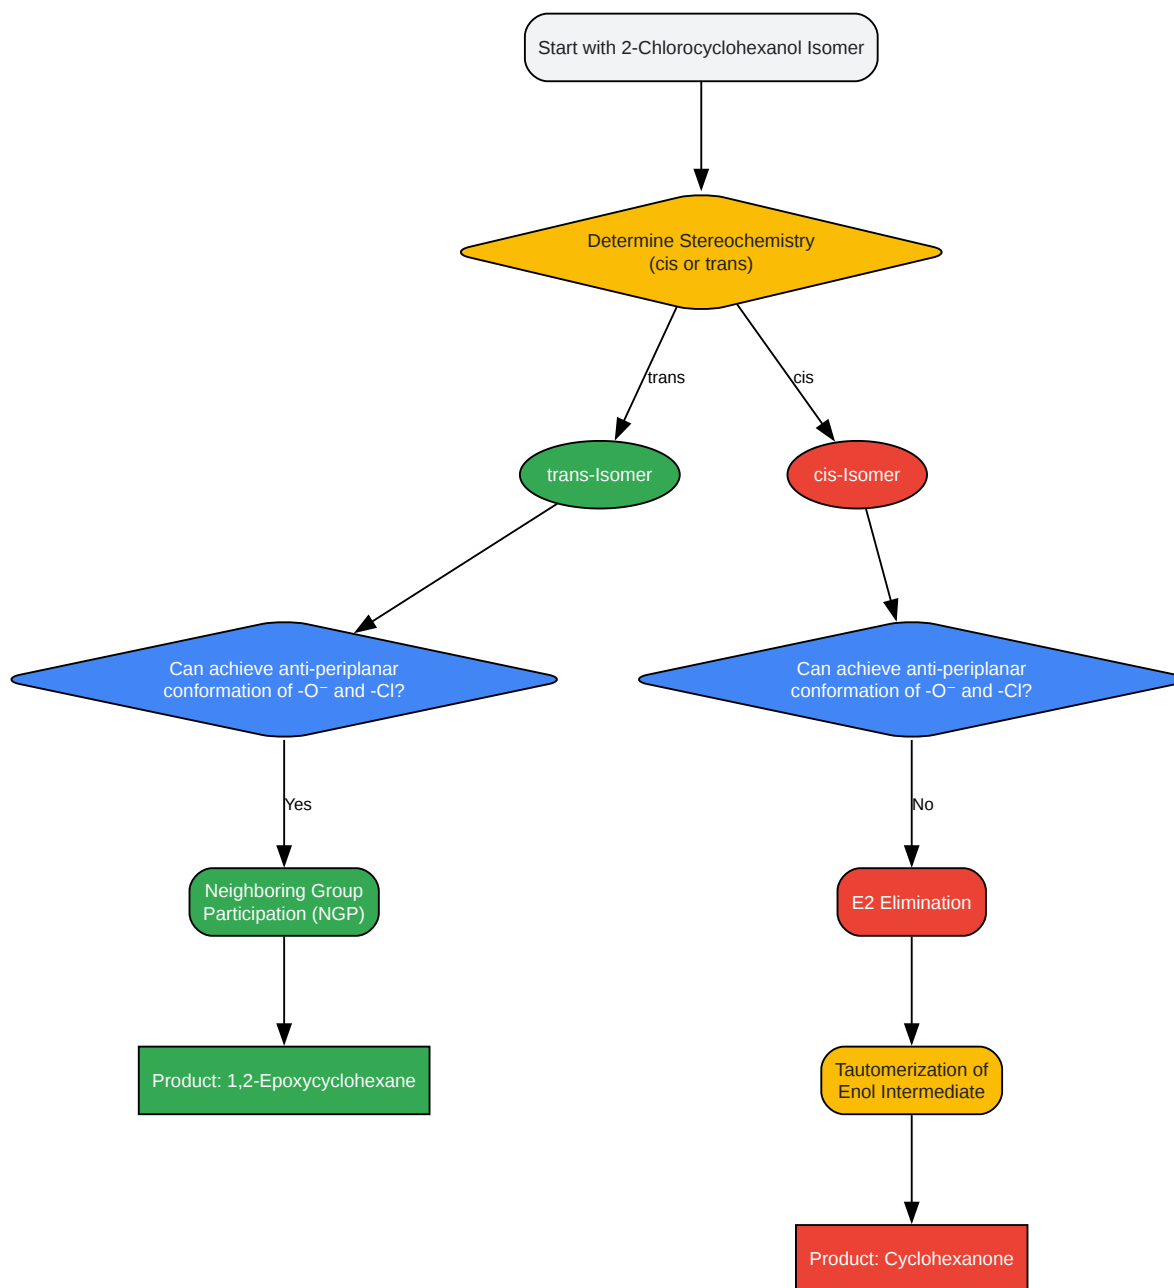 Start with 2-Chlorocyclohexanol Isomer
Determine Stereochemistry
(cis or trans)
trans
cis
trans-Isomer
cis-Isomer
Can achieve anti-periplanar
conformation of -O⁻ and -Cl?
Can achieve anti-periplanar
conformation of -O⁻ and -Cl?
Yes
No
Neighboring Group
Participation (NGP)
E2 Elimination
Product: 1,2-Epoxycyclohexane
Tautomerization of
Enol Intermediate
Product: Cyclohexanone